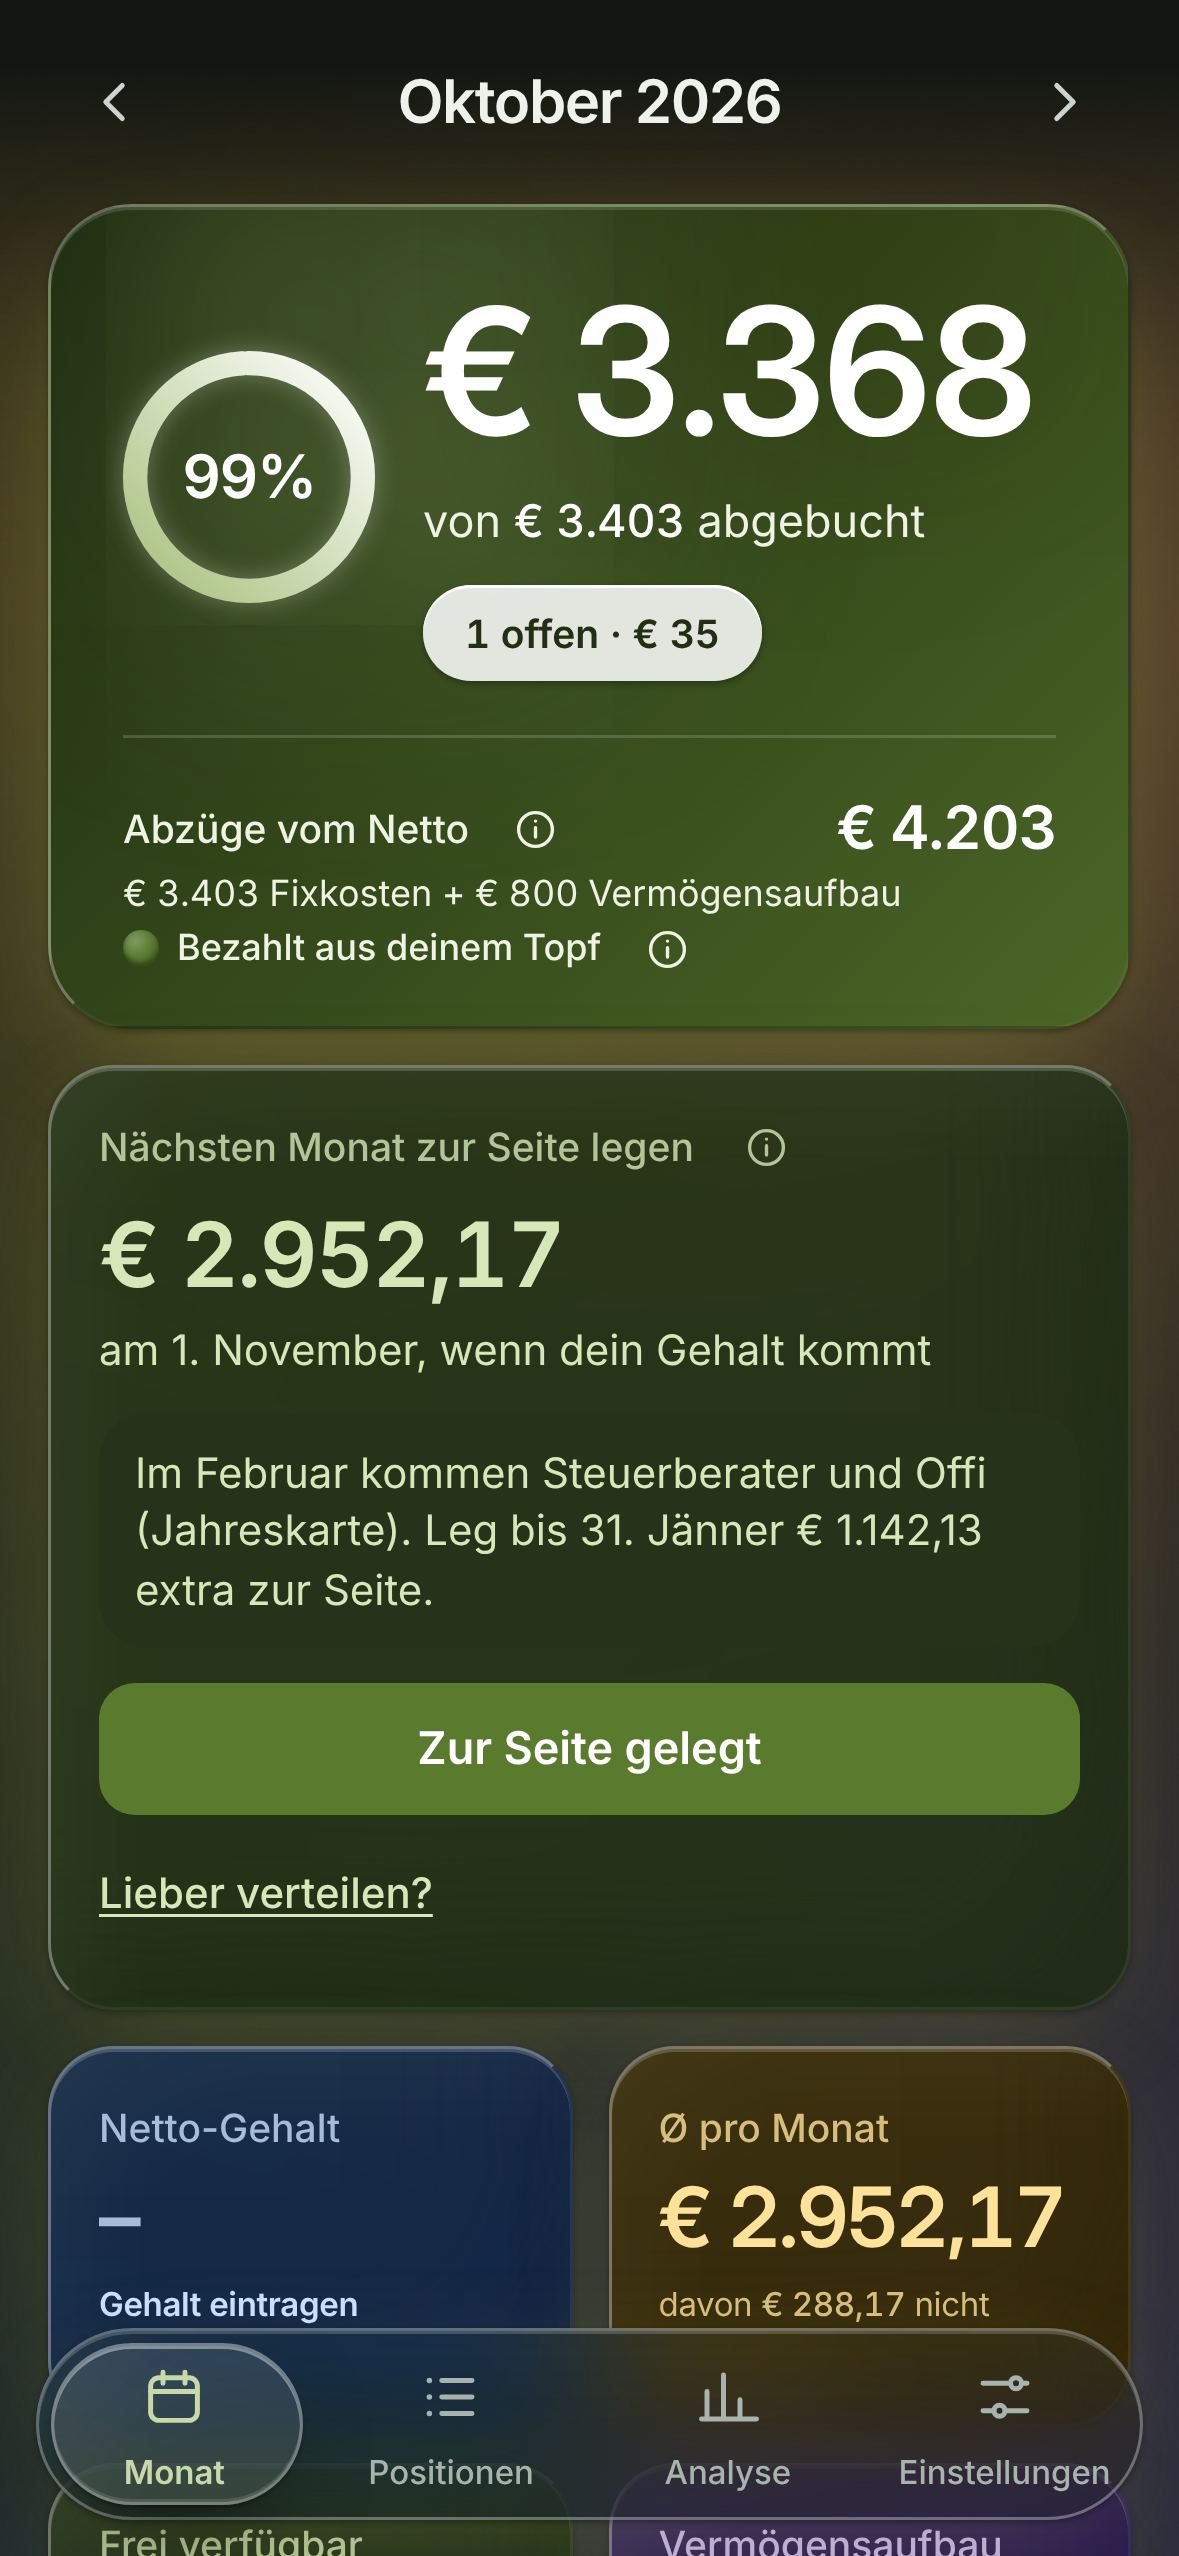 Oktober 2026
99%
€ 3.368
von € 3.403 abgebucht
1 offen · € 35
Abzüge vom Netto
€ 4.203
€ 3.403 Fixkosten + € 800 Vermögensaufbau
Bezahlt aus deinem Topf
Nächsten Monat zur Seite legen
€ 2.952,17
am 1. November, wenn dein Gehalt kommt
Im Februar kommen Steuerberater und Offi
(Jahreskarte). Leg bis 31. Jänner € 1.142,13
extra zur Seite.
Zur Seite gelegt
Lieber verteilen?
Netto-Gehalt
–
Gehalt eintragen
Ø pro Monat
€ 2.952,17
davon € 288,17 nicht
Monat
Positionen
Analyse
Einstellungen
Frei verfügbar
Vermögensaufbau